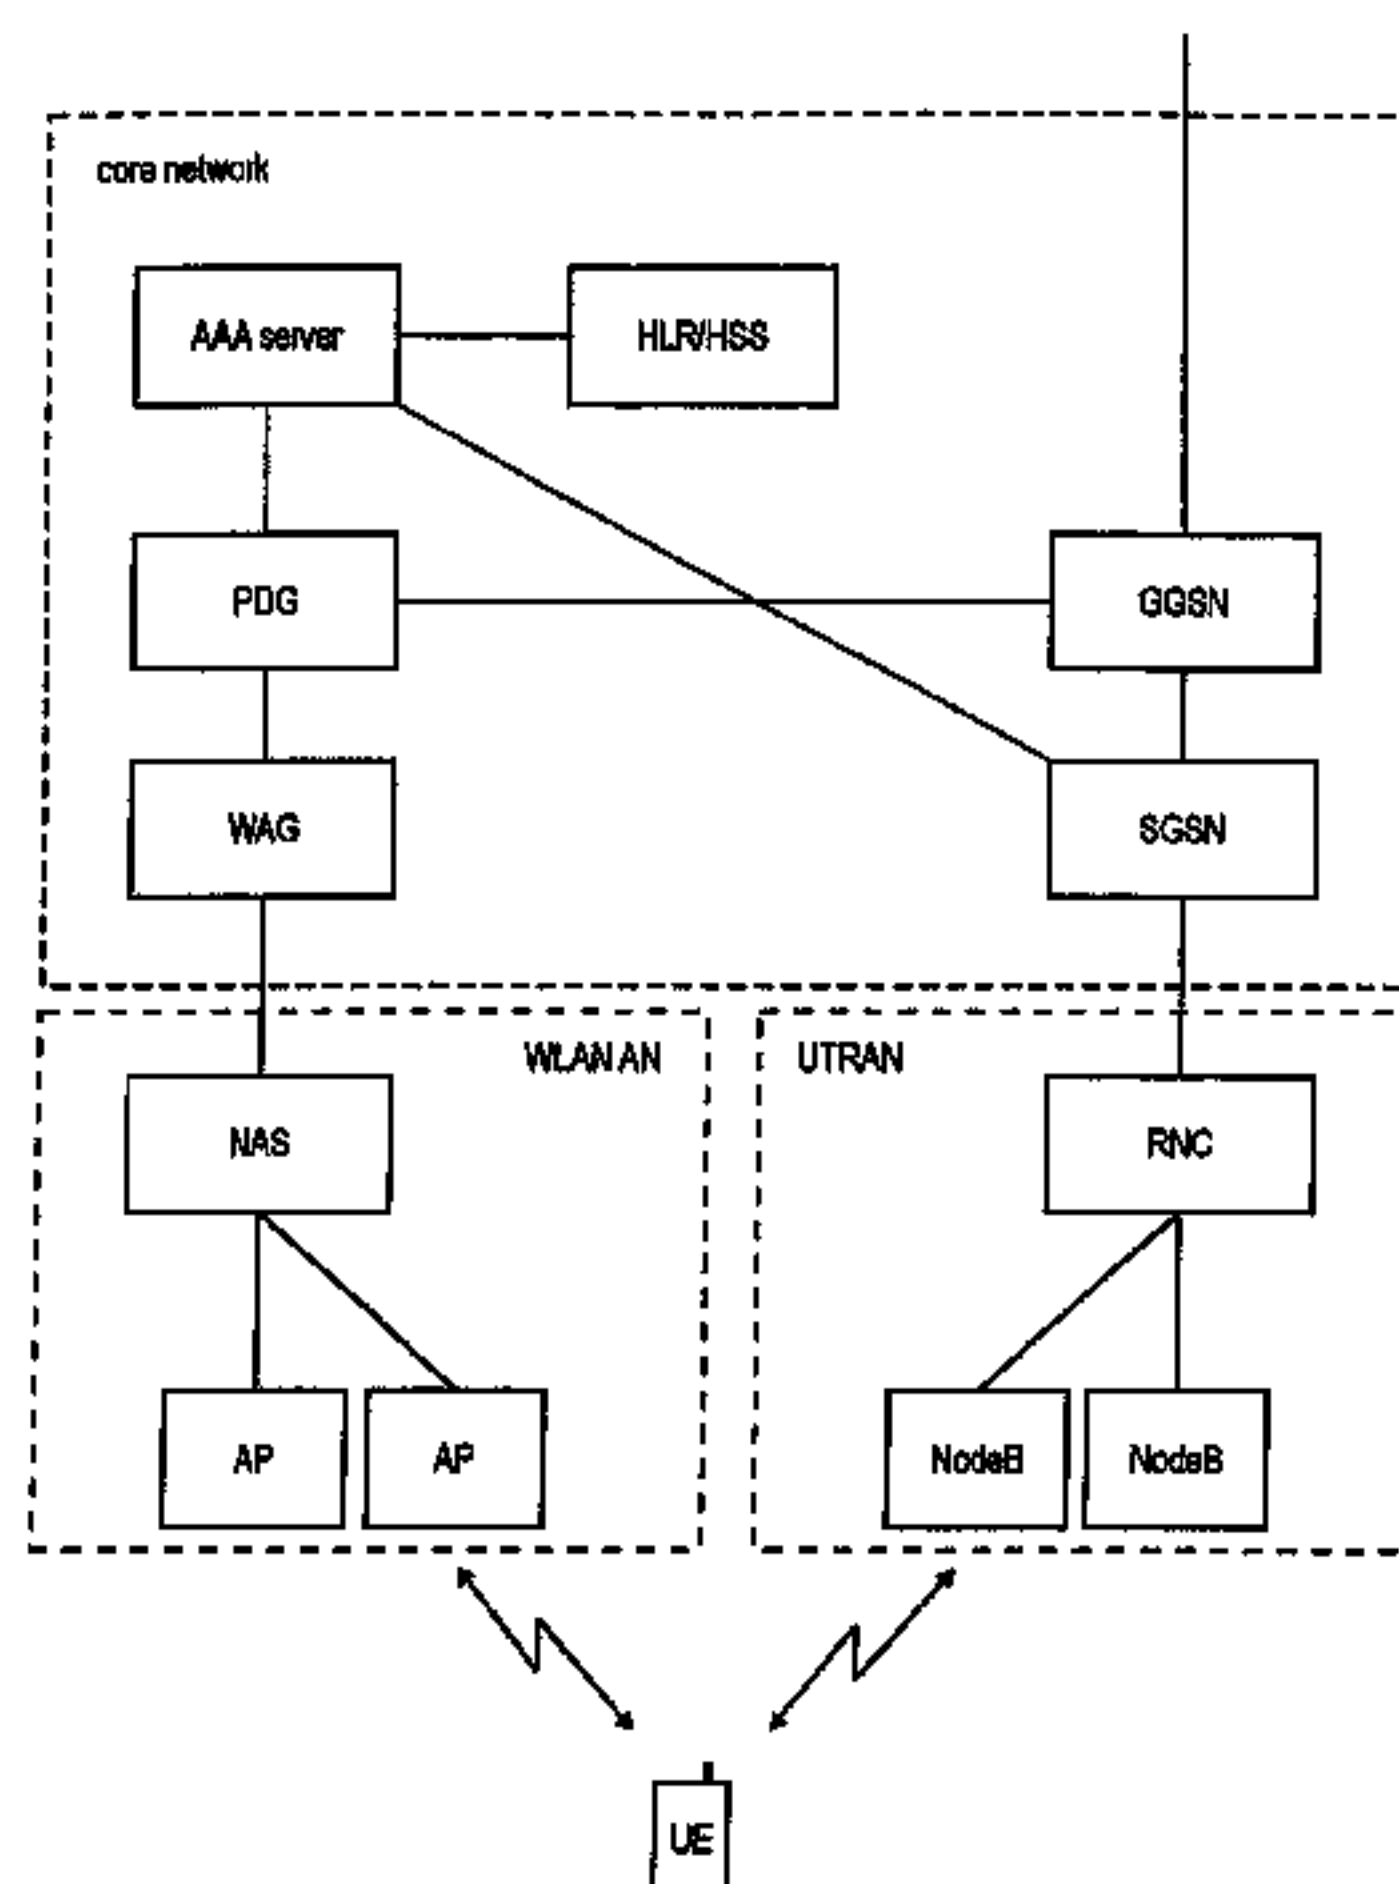 core network
AAA server
HLR/HSS
PDG
GGSN
WAG
SGSN
WLAN AN
UTRAN
NAS
RNC
AP
AP
NodeB
NodeB
UE